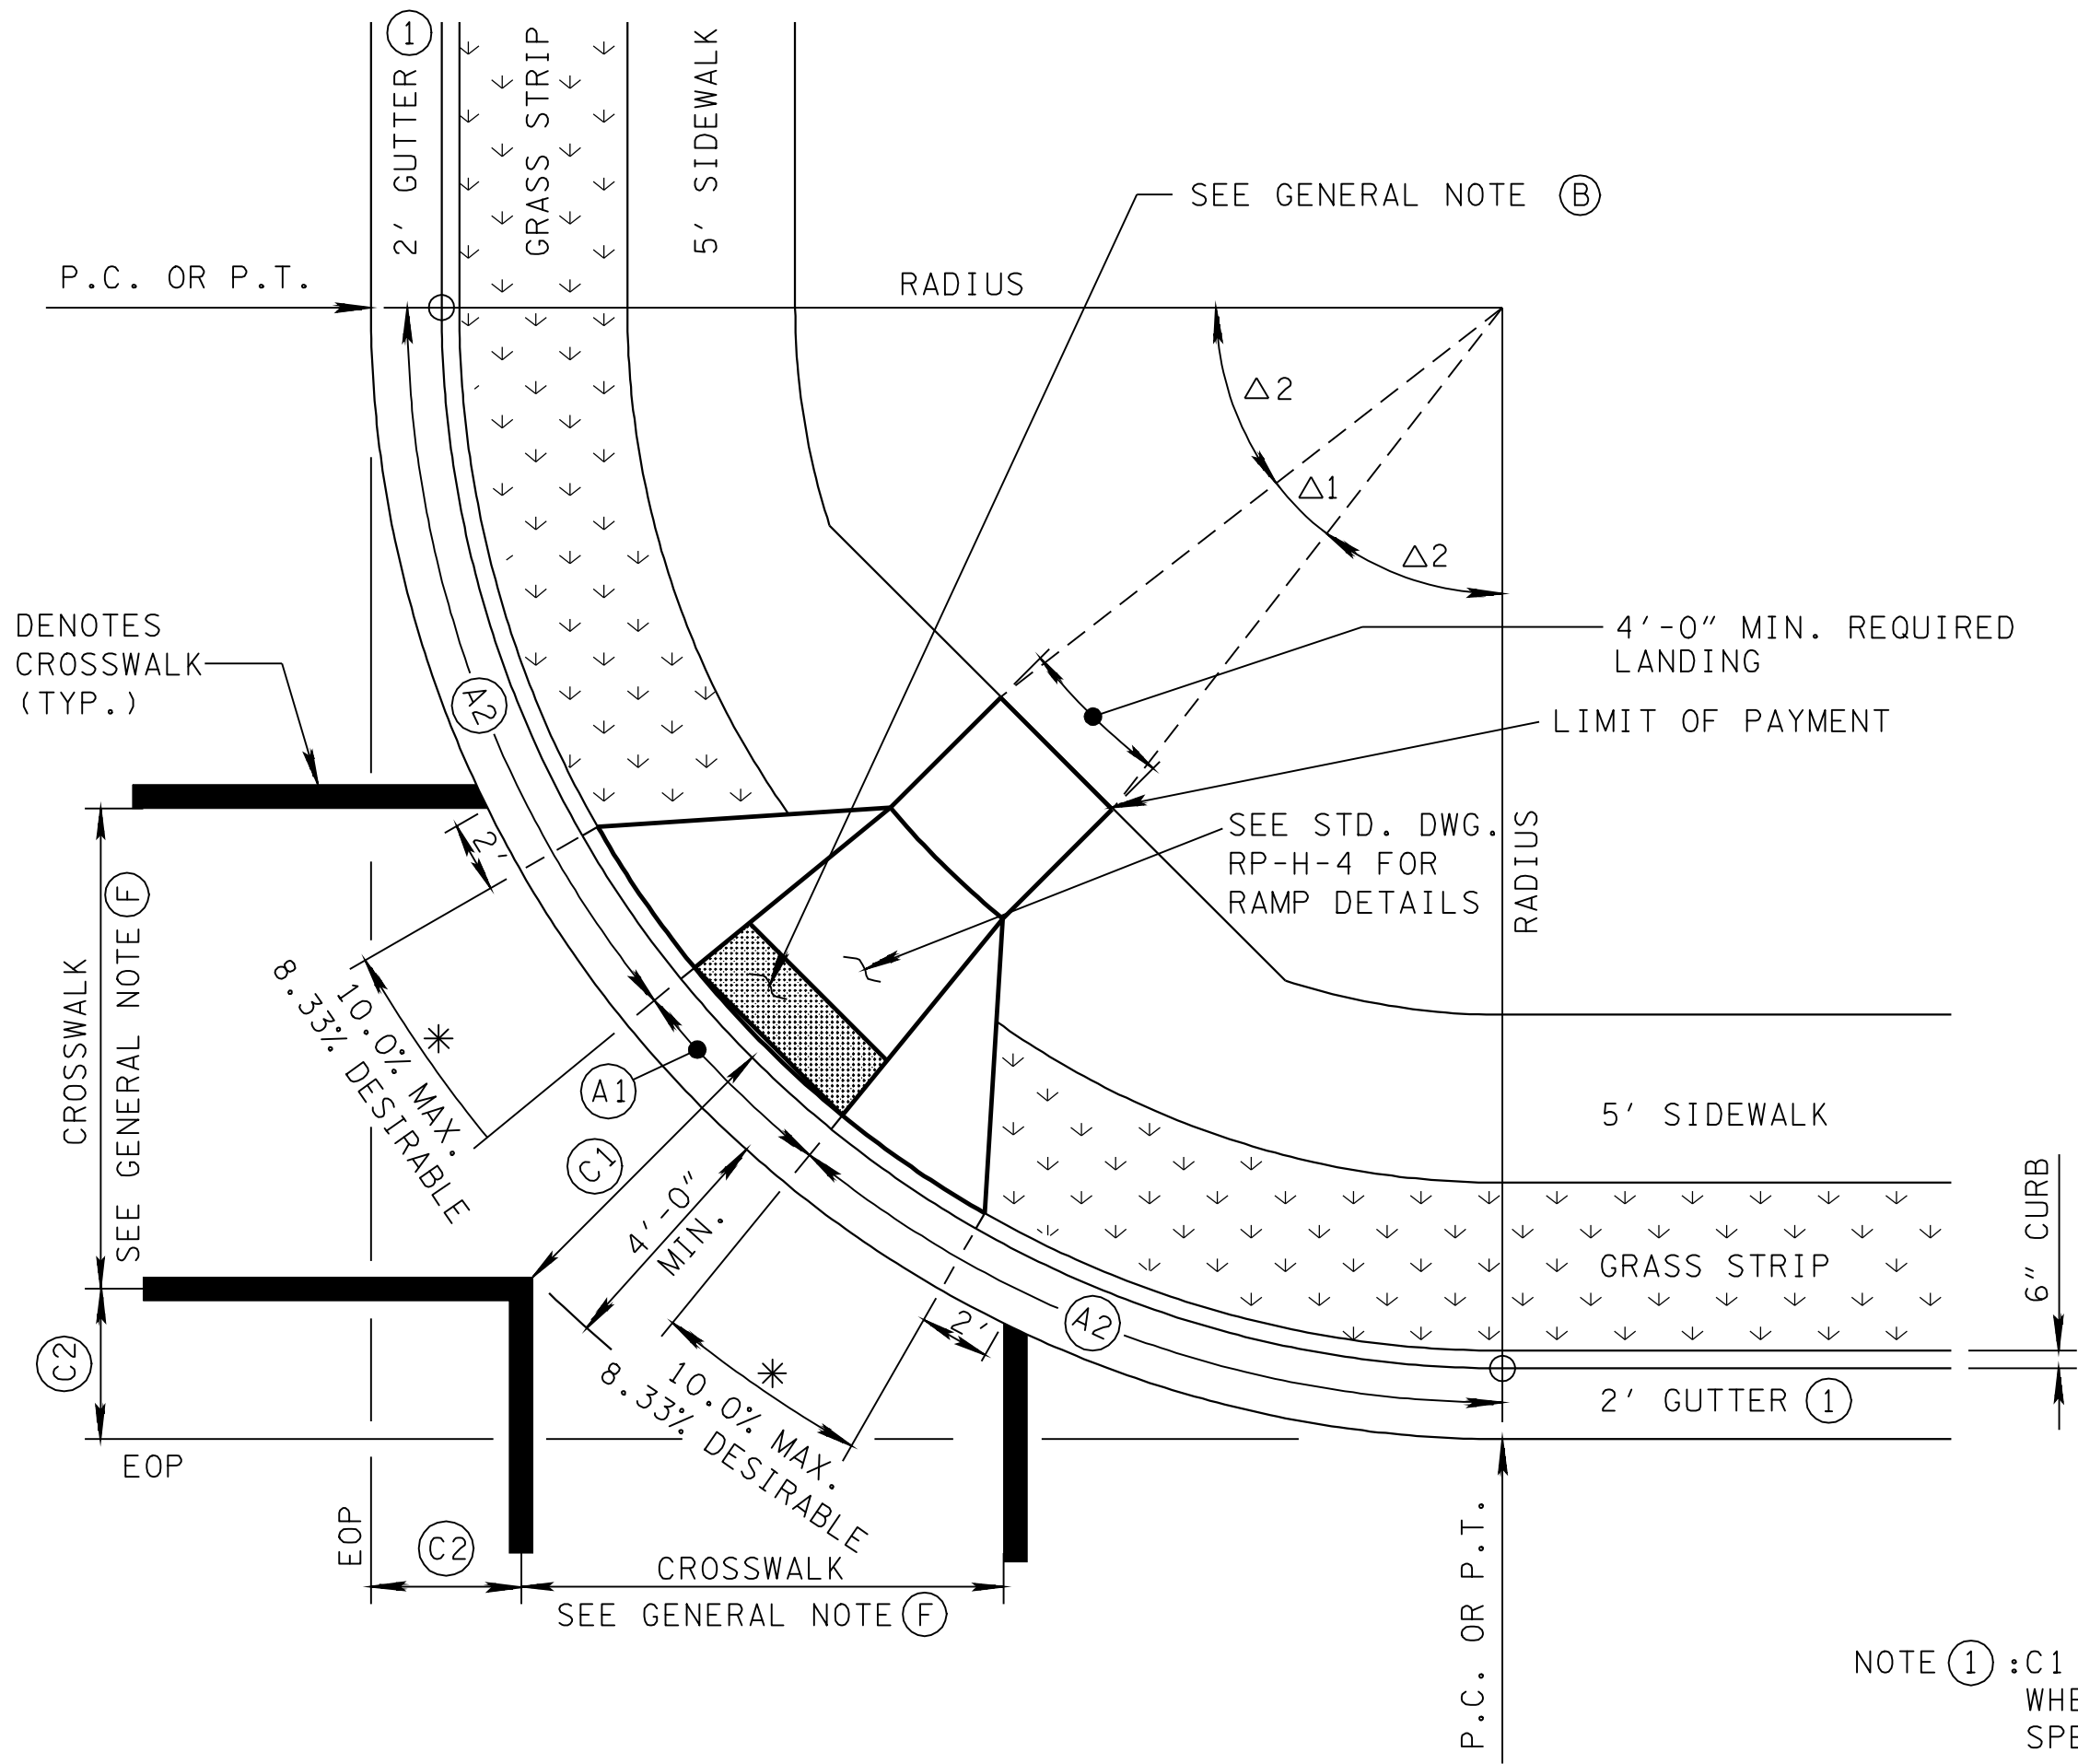 2' GUTTER 1
GRASS STRIP
5' SIDEWALK
SEE GENERAL NOTE B
P.C. OR P.T.
RADIUS
△2
△1
△2
DENOTES
CROSSWALK
(TYP.)
4'-0" MIN. REQUIRED
LANDING
LIMIT OF PAYMENT
A2
SEE STD. DWG.
RP-H-4 FOR
RAMP DETAILS
RADIUS
2'
CROSSWALK
SEE GENERAL NOTE F
*
10.0% MAX.
8.33% DESIRABLE
A1
C1
4'-0"
MIN.
5' SIDEWALK
GRASS STRIP
6" CURB
A2
2'
C2
*
10.0% MAX.
8.33% DESIRABLE
2' GUTTER 1
EOP
EOP
C2
CROSSWALK
SEE GENERAL NOTE F
P.C. OR P.T.
NOTE 1 :C1
WHE
SPE